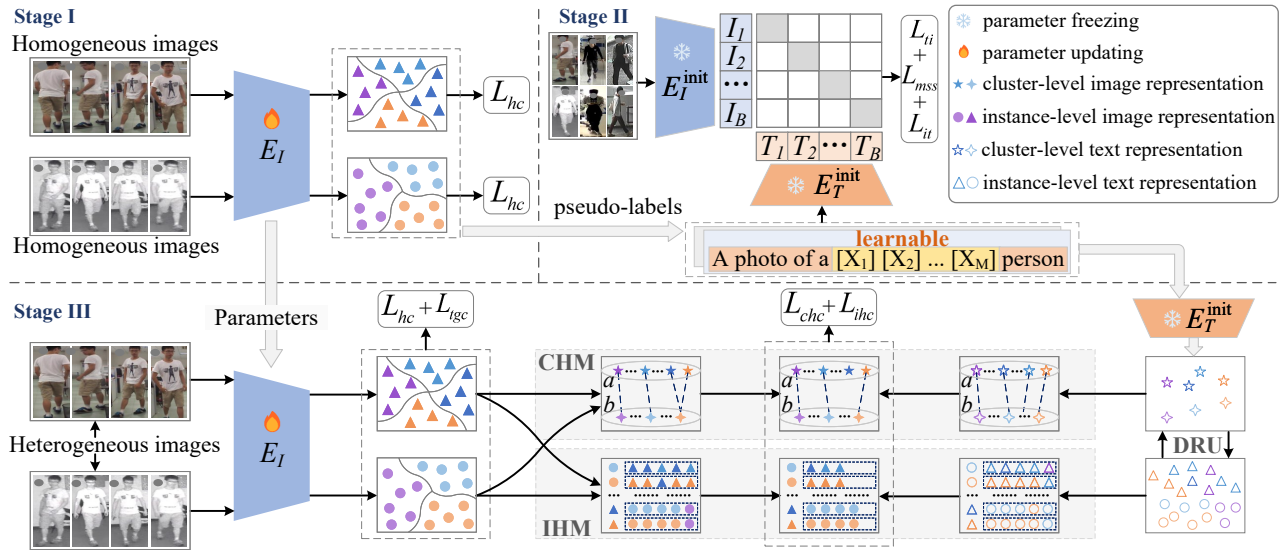 Stage I
Homogeneous images
E_I
L_hc
L_hc
Homogeneous images
Stage II
E_I^init
I_1
I_2
...
I_B
T_1 T_2 ... T_B
E_T^init
L_ti
+
L_mss
+
L_it
parameter freezing
parameter updating
cluster-level image representation
instance-level image representation
cluster-level text representation
instance-level text representation
pseudo-labels
learnable
A photo of a [X_1] [X_2] ... [X_M] person
Stage III
Parameters
Heterogeneous images
E_I
L_hc + L_tgc
L_chc + L_ihc
E_T^init
CHM
a
b
a
b
a
b
DRU
IHM